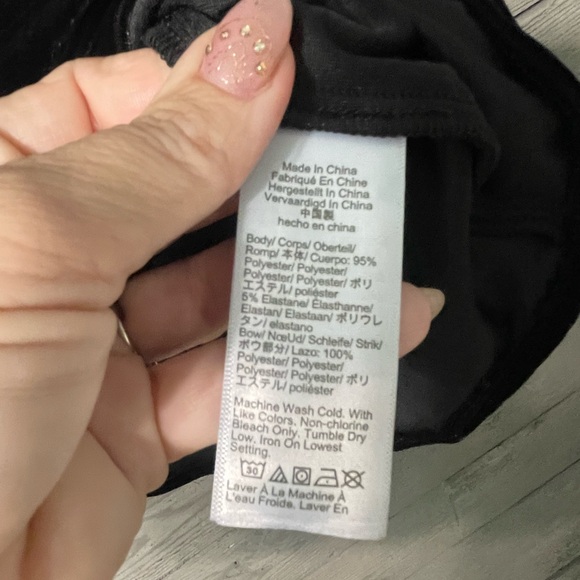 Made In China
Fabriqué En Chine
Hergestellt In China
Vervaardigd In China
中国製
hecho en china
Body/ Corps/ Oberteil/
Romp/ 本体/ Cuerpo: 95%
Polyester/ Polyester/
Polyester/ Polyester/ ポリ
エステル/ poliéster
5% Elastane/ Élasthanne/
Elastan/ Elastaan/ ポリウレ
タン/ elastano
Bow/ NœUd/ Schleife/ Strik/
ボウ部分/ Lazo: 100%
Polyester/ Polyester/
Polyester/ Polyester/ ポリ
エステル/ poliéster
Machine Wash Cold. With
Like Colors. Non-chlorine
Bleach Only. Tumble Dry
Low. Iron On Lowest
Setting.
30
Laver À La Machine À
L'eau Froide. Laver En